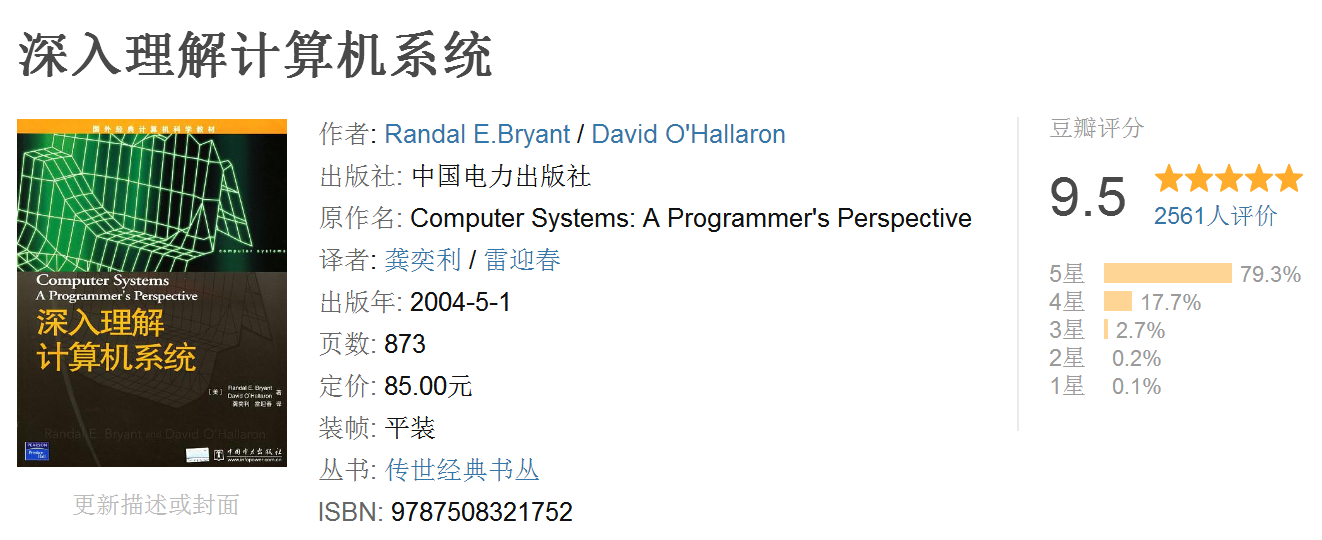 深入理解计算机系统
国外经典计算机科学教材
computer systems
Computer Systems
A Programmer's Perspective
深入理解
计算机系统
[美] Randal E. Bryant 著
David O'Hallaron
龚奕利 雷迎春 译
Randal E. Bryant and David O'Hallaron
PEARSON
Prentice
Hall
中国电力出版社
www.infopower.com.cn
更新描述或封面
作者: Randal E.Bryant / David O'Hallaron
出版社: 中国电力出版社
原作名: Computer Systems: A Programmer's Perspective
译者: 龚奕利 / 雷迎春
出版年: 2004-5-1
页数: 873
定价: 85.00元
装帧: 平装
丛书: 传世经典书丛
ISBN: 9787508321752
豆瓣评分
9.5
2561人评价
5星 79.3%
4星 17.7%
3星 2.7%
2星 0.2%
1星 0.1%